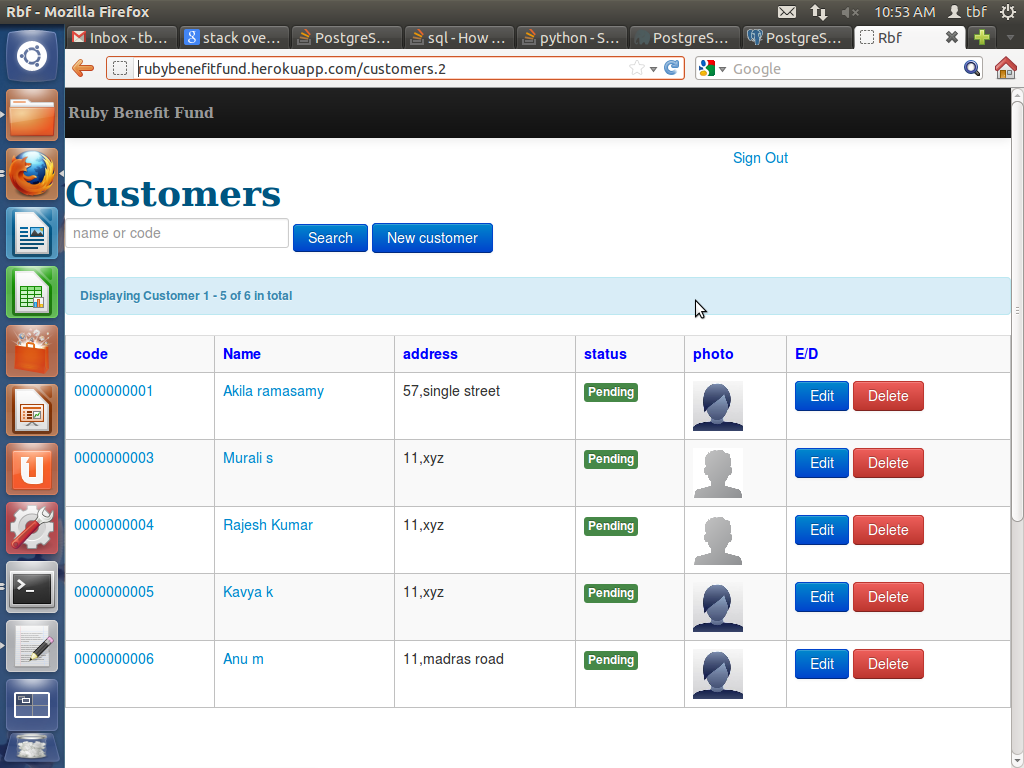 Rbf - Mozilla Firefox
10:53 AM tbf
Inbox - tb... stack ove... PostgreS... sql - How ... python - S... PostgreS... PostgreS... Rbf
rubybenefitfund.herokuapp.com/customers.2 Google
Ruby Benefit Fund
Sign Out
Customers
name or code Search New customer
Displaying Customer 1 - 5 of 6 in total
code Name address status photo E/D
0000000001 Akila ramasamy 57,single street Pending Edit Delete
0000000003 Murali s 11,xyz Pending Edit Delete
0000000004 Rajesh Kumar 11,xyz Pending Edit Delete
0000000005 Kavya k 11,xyz Pending Edit Delete
0000000006 Anu m 11,madras road Pending Edit Delete